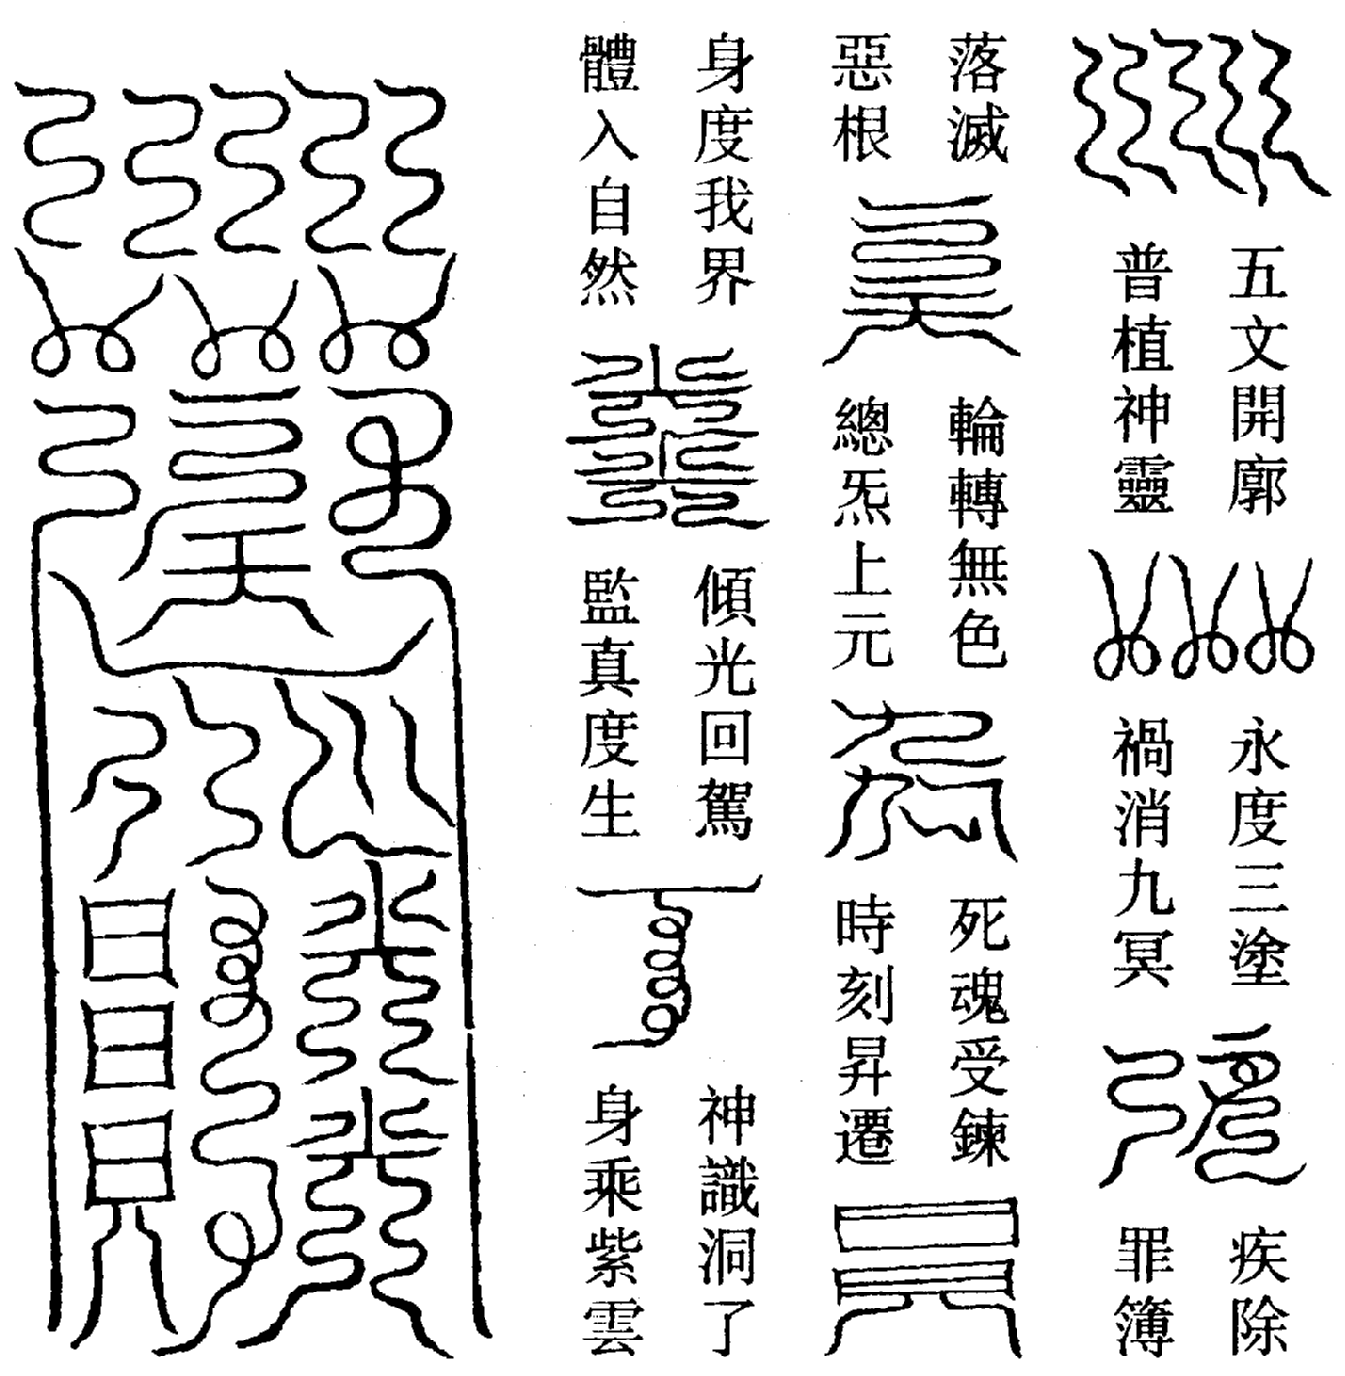 五文開廓
普植神靈
永度三塗
禍消九冥
疾除
罪簿
落滅
惡根
輪轉無色
總炁上元
死魂受鍊
時刻昇遷
身度我界
體入自然
傾光回駕
監真度生
神識洞了
身乘紫雲